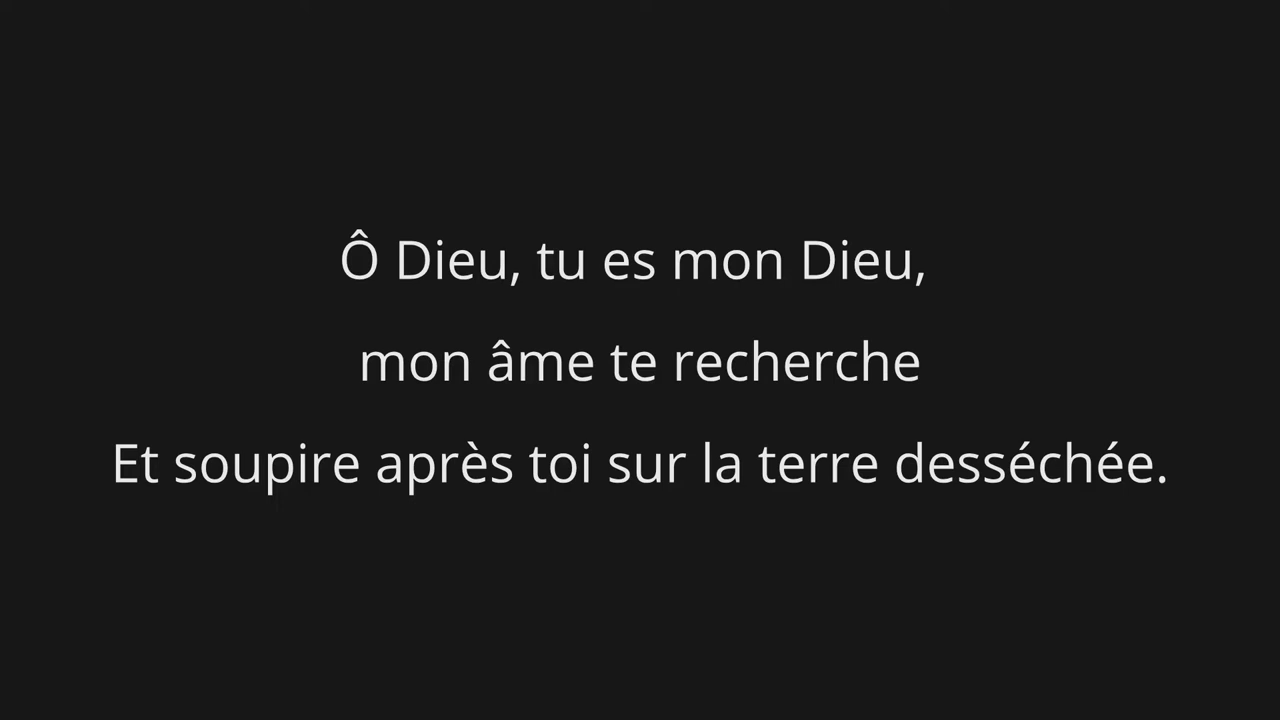 Ô Dieu, tu es mon Dieu,
mon âme te recherche
Et soupire après toi sur la terre desséchée.